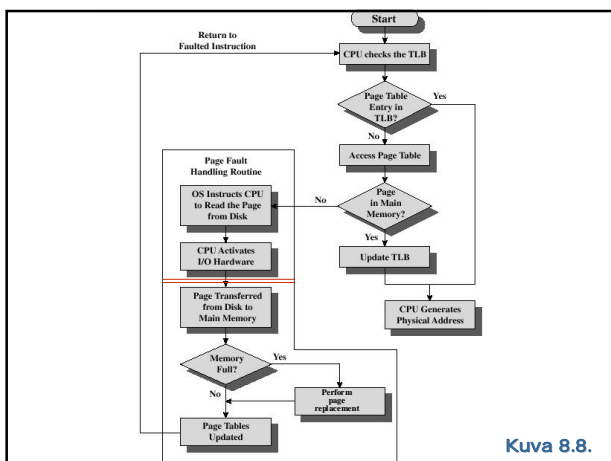 Start
Return to
Faulted Instruction
CPU checks the TLB
Page Table
Entry in
TLB?
Yes
No
Access Page Table
Page Fault
Handling Routine
OS Instructs CPU
to Read the Page
from Disk
No
Page
in Main
Memory?
Yes
CPU Activates
I/O Hardware
Update TLB
Page Transferred
from Disk to
Main Memory
CPU Generates
Physical Address
Memory
Full?
Yes
No
Perform
page
replacement
Page Tables
Updated
Kuva 8.8.